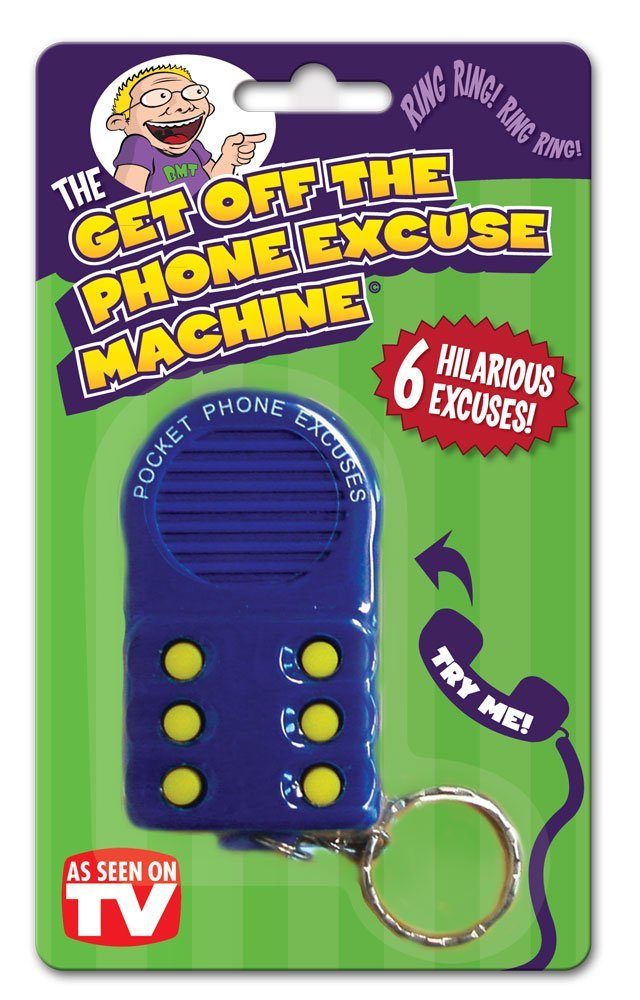 RING RING! RING RING!
BMT
THE
GET OFF THE
PHONE EXCUSE
MACHINE©
6 HILARIOUS
EXCUSES!
POCKET PHONE EXCUSES
TRY ME!
AS SEEN ON
TV